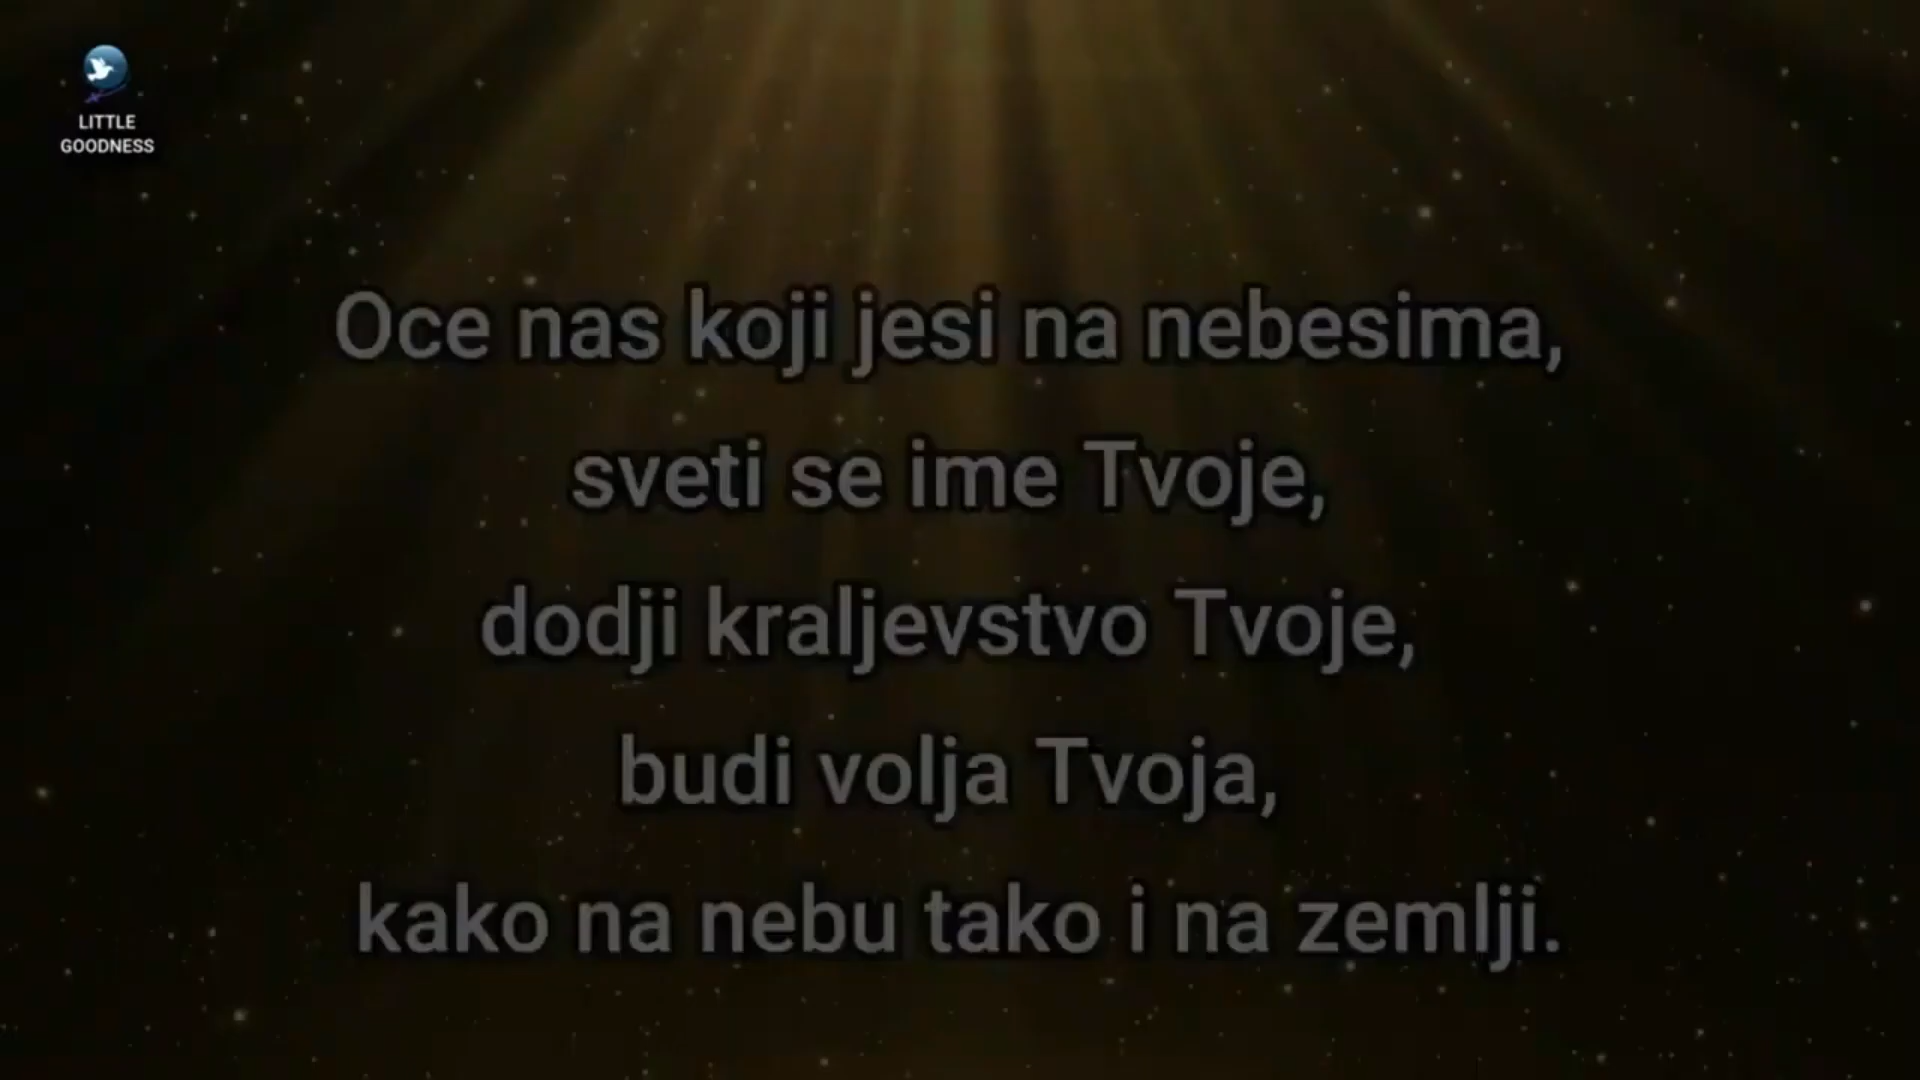 LITTLE
GOODNESS
Oce nas koji jesi na nebesima,
sveti se ime Tvoje,
dodji kraljevstvo Tvoje,
budi volja Tvoja,
kako na nebu tako i na zemlji.